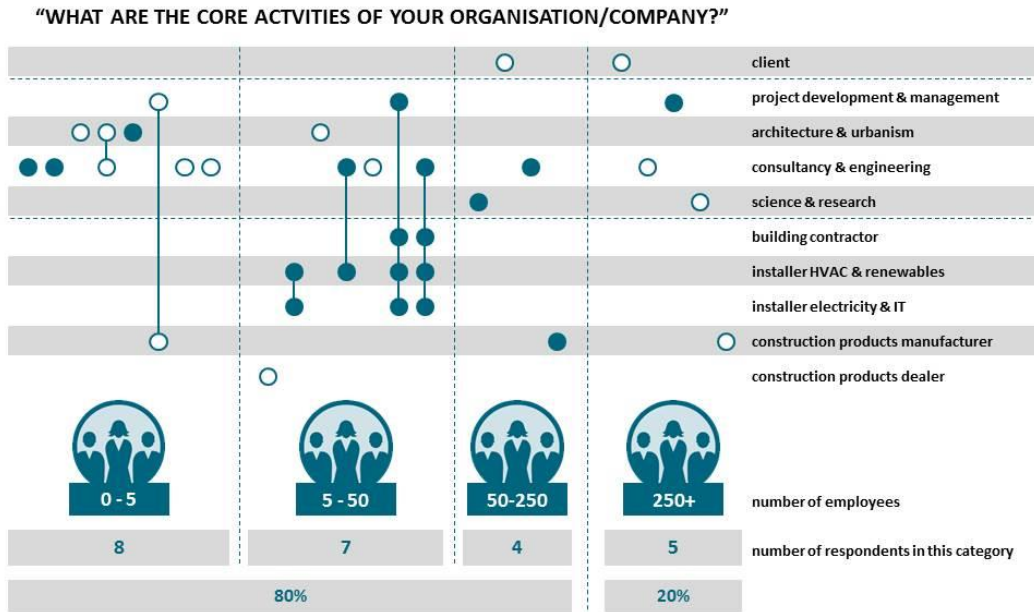 “WHAT ARE THE CORE ACTVITIES OF YOUR ORGANISATION/COMPANY?”
client
project development & management
architecture & urbanism
consultancy & engineering
science & research
building contractor
installer HVAC & renewables
installer electricity & IT
construction products manufacturer
construction products dealer
0 - 5 5 - 50 50-250 250+ number of employees
8 7 4 5 number of respondents in this category
80% 20%